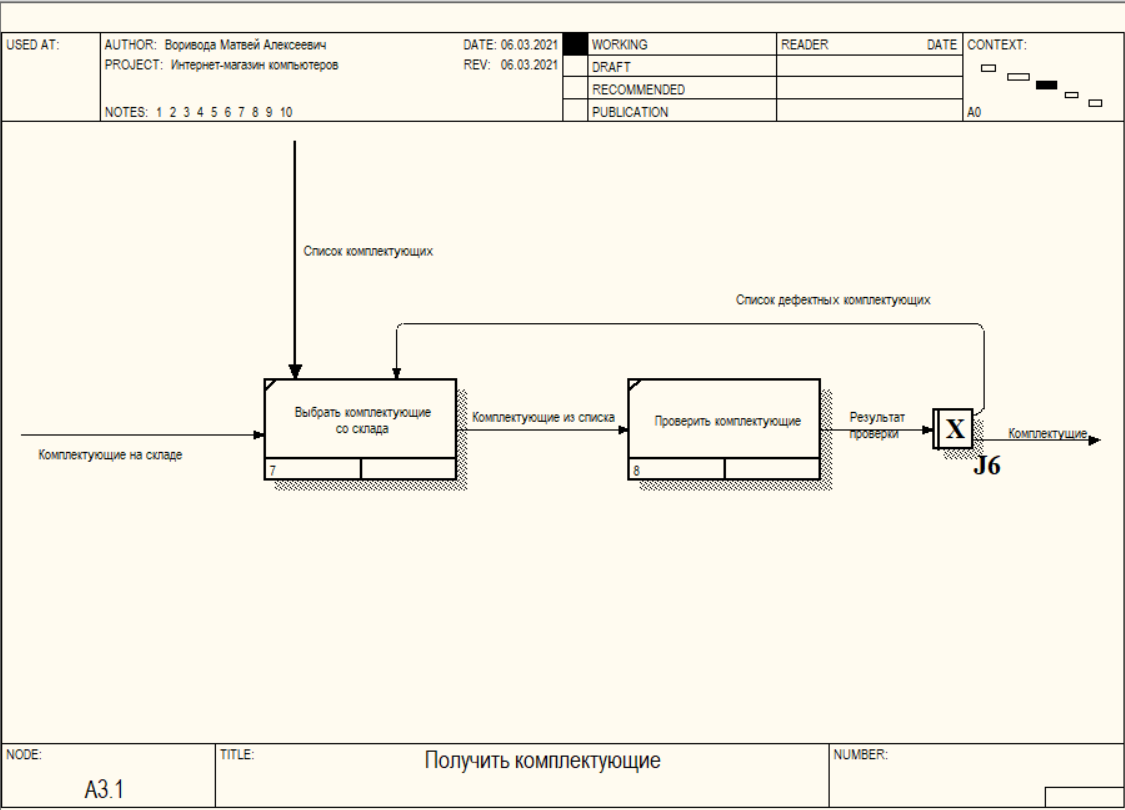 USED AT:
AUTHOR: Воривода Матвей Алексеевич
DATE: 06.03.2021
PROJECT: Интернет-магазин компьютеров
REV: 06.03.2021
NOTES: 1 2 3 4 5 6 7 8 9 10
WORKING
DRAFT
RECOMMENDED
PUBLICATION
READER DATE
CONTEXT:
A0
Список комплектующих
Список дефектных комплектующих
Выбрать комплектующие
со склада
7
Комплектующие на складе
Комплектующие из списка
Проверить комплектующие
8
Результат
проверки
X
J6
Комплектущие
NODE:
A3.1
TITLE:
Получить комплектующие
NUMBER: